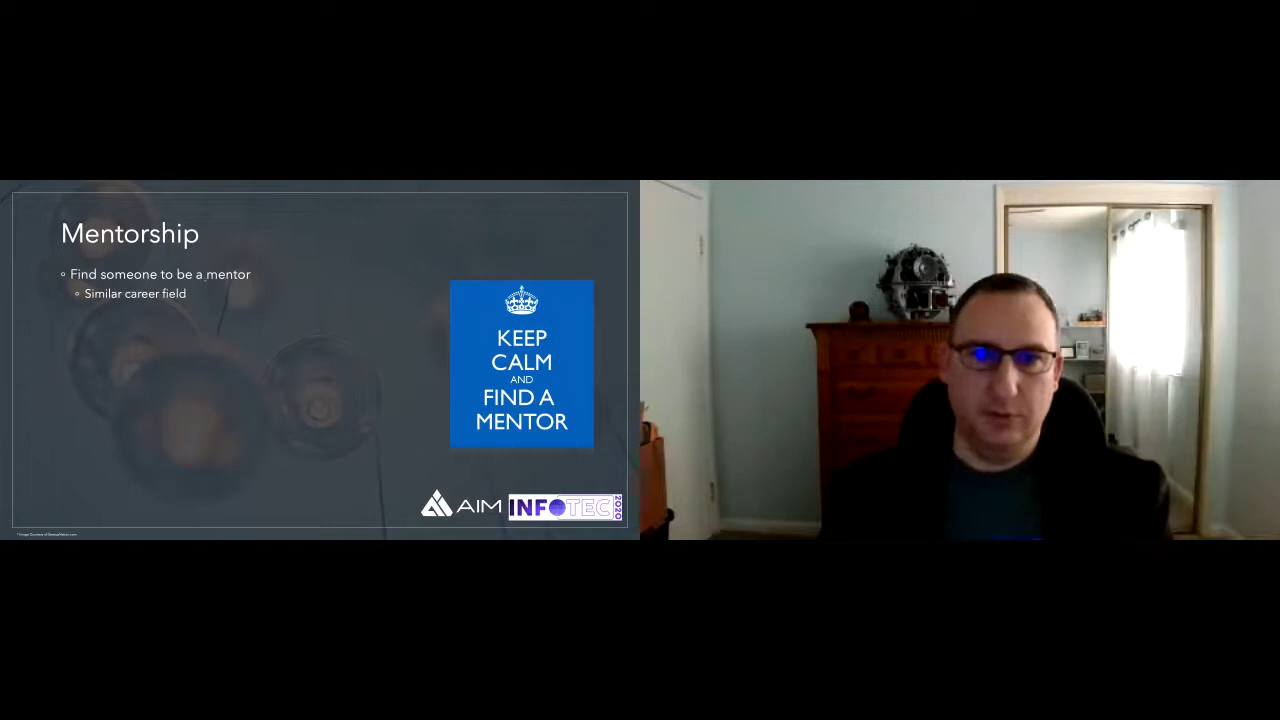 Mentorship
Find someone to be a mentor
Similar career field
KEEP
CALM
AND
FIND A
MENTOR
AIM
INFOTEC
2020